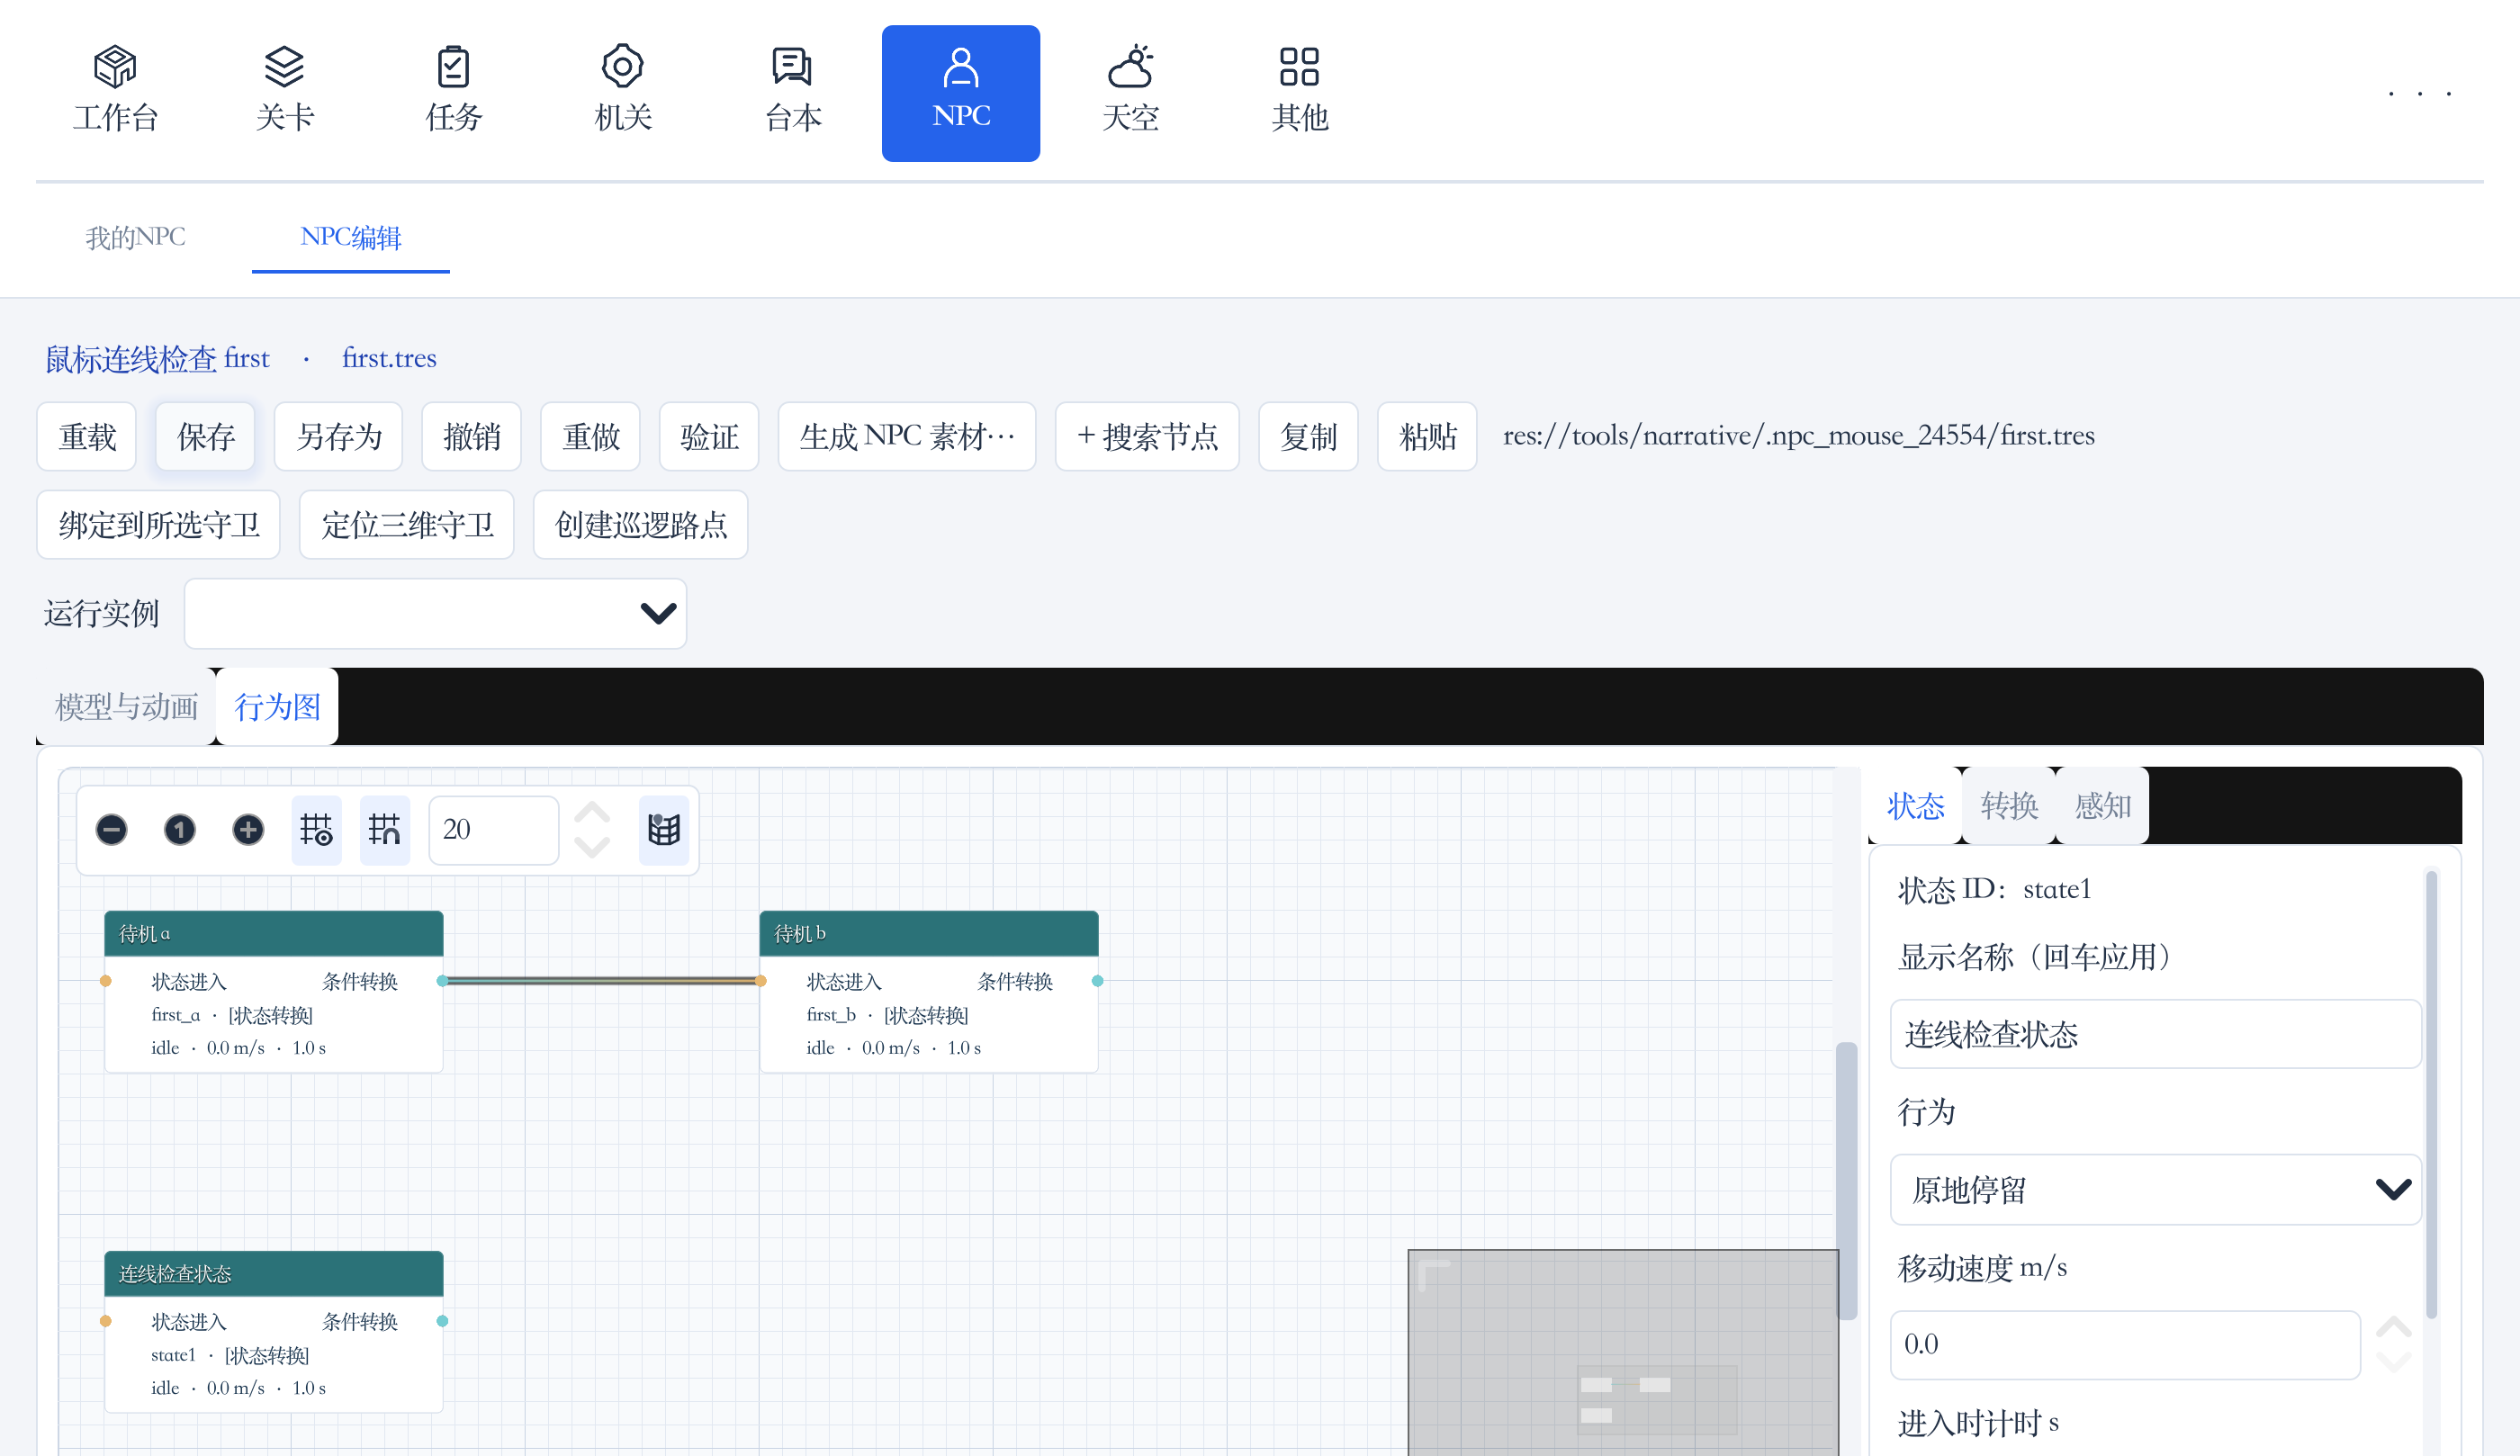 工作台 关卡 任务 机关 台本 NPC 天空 其他 · · ·
我的NPC NPC编辑
鼠标连线检查 first · first.tres
重载 保存 另存为 撤销 重做 验证 生成 NPC 素材… + 搜索节点 复制 粘贴 res://tools/narrative/.npc_mouse_24554/first.tres
绑定到所选守卫 定位三维守卫 创建巡逻路点
运行实例
模型与动画 行为图
1 20
状态 转换 感知
待机 a
状态进入 条件转换
first_a · [状态转换]
idle · 0.0 m/s · 1.0 s
待机 b
状态进入 条件转换
first_b · [状态转换]
idle · 0.0 m/s · 1.0 s
连线检查状态
状态进入 条件转换
state1 · [状态转换]
idle · 0.0 m/s · 1.0 s
状态 ID：state1
显示名称（回车应用）
连线检查状态
行为
原地停留
移动速度 m/s
0.0
进入时计时 s